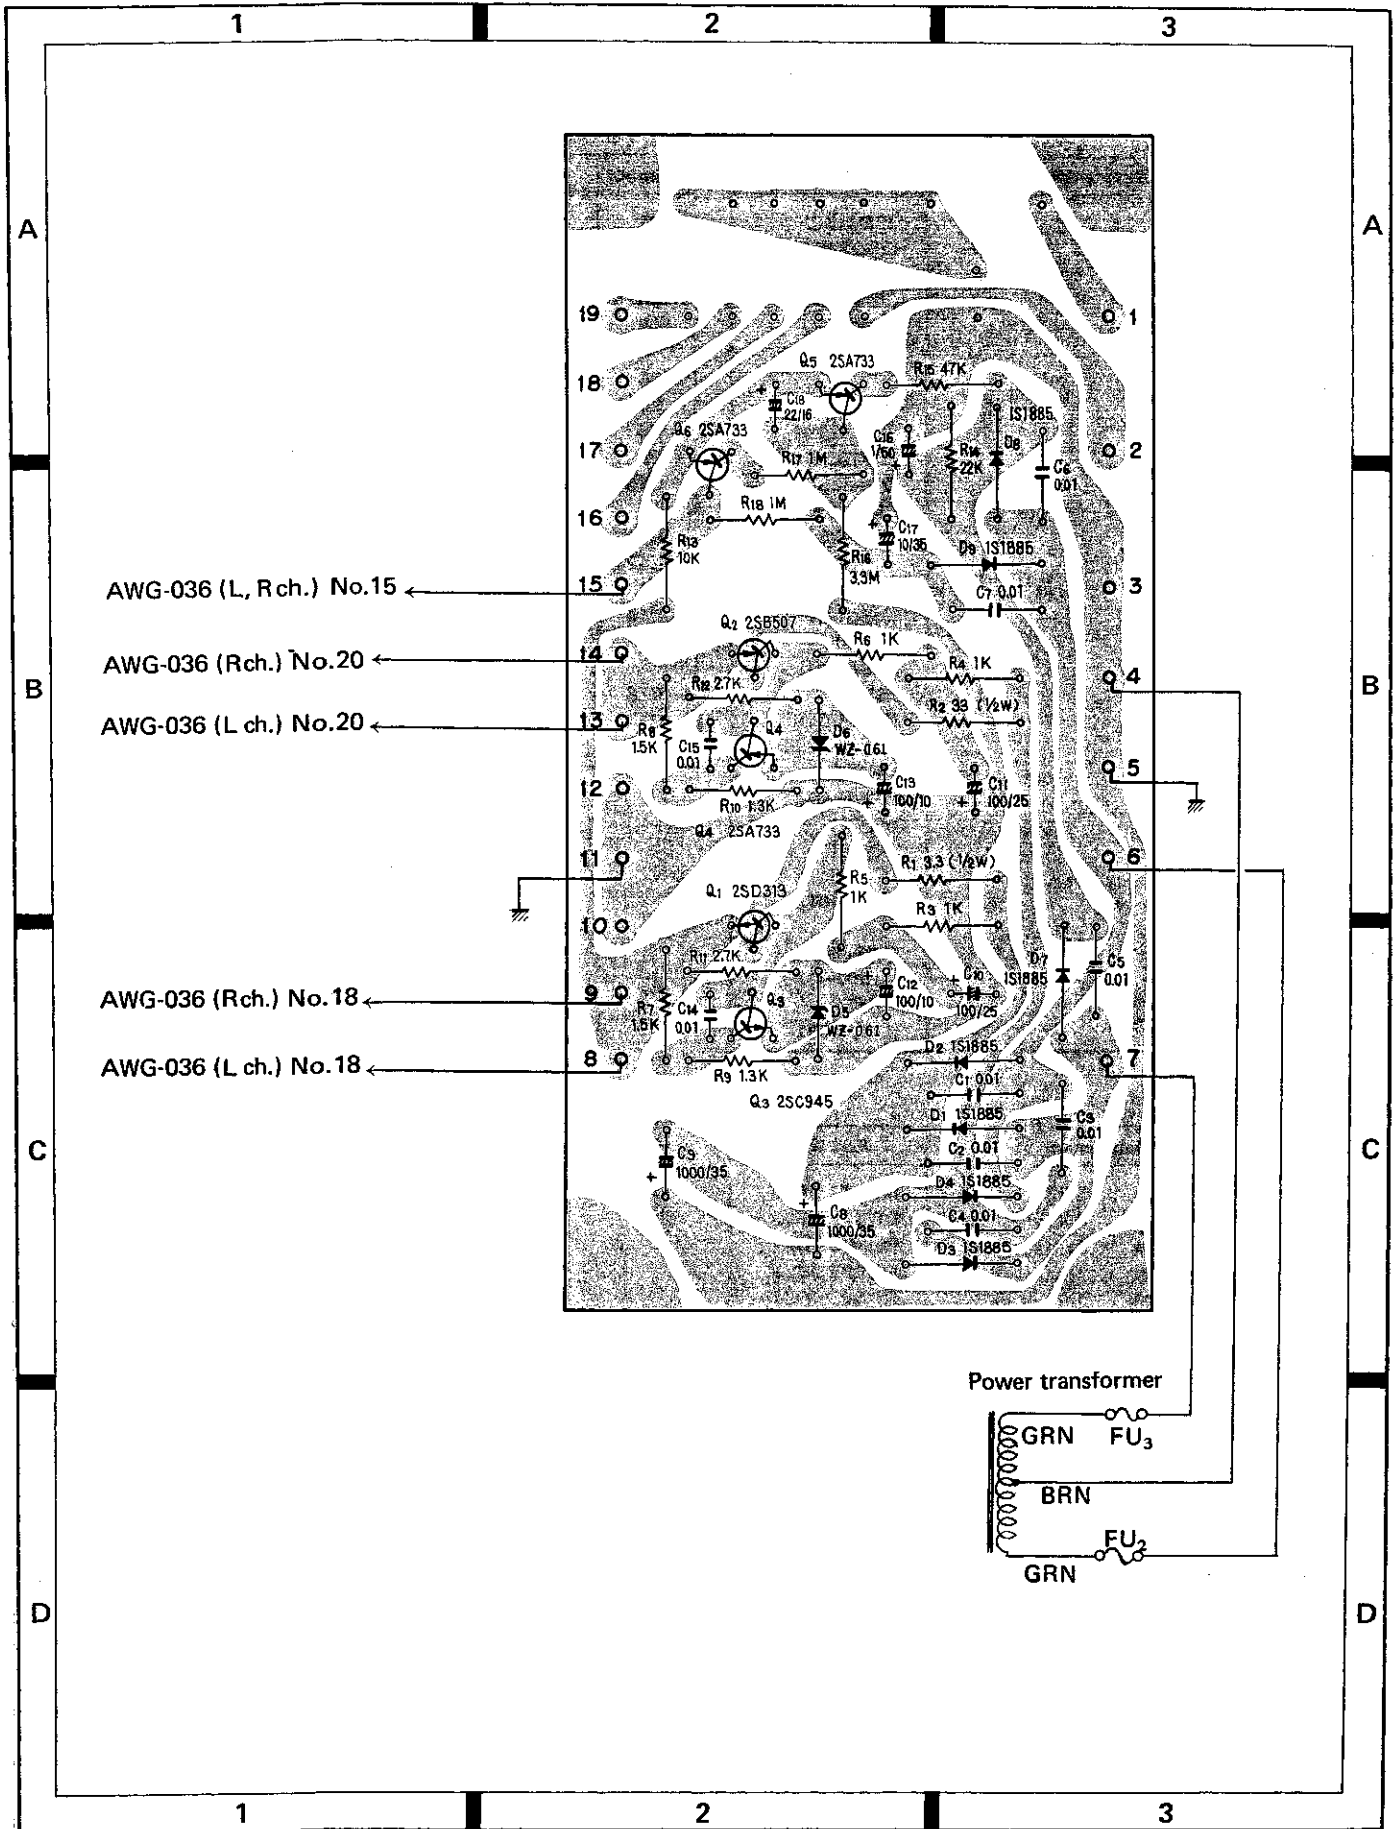 1 2 3
A A
19 1
Q5 2SA733 R15 47K
18
C18 22/16
1S1885
Q6 2SA733
C16 1/50
D8
17 2
R17 1M
R14 22K
C6 0.01
R18 1M
16
C17 10/35
R13 10K
R16 3.3M
D9 1S1885
AWG-036 (L, R ch.) No.15
15 3
C7 0.01
Q2 2SB507
R6 1K
AWG-036 (R ch.) No.20
14 4
R4 1K
B B
R12 2.7K
R2 33 (1/2W)
AWG-036 (L ch.) No.20
13
R8 1.5K
C15 0.01
Q4
D6 WZ-061
5
12
C13 100/10
C11 100/25
R10 1.3K
Q4 2SA733
11 6
R1 3.3 (1/2W)
R5 1K
Q1 2SD313
R3 1K
10
R11 2.7K
D7 1S1885
C5 0.01
C12 100/10
C10 100/25
AWG-036 (R ch.) No.18
9
R7 1.5K
C14 0.01
Q3
D5 WZ-061
D2 1S1885
AWG-036 (L ch.) No.18
8 7
R9 1.3K
C1 0.01
Q3 2SC945
D1 1S1885
C3 0.01
C C
C2 0.01
C9 1000/35
D4 1S1885
C8 1000/35
C4 0.01
D3 1S1885
Power transformer
GRN FU3
BRN
FU2
GRN
D D
1 2 3